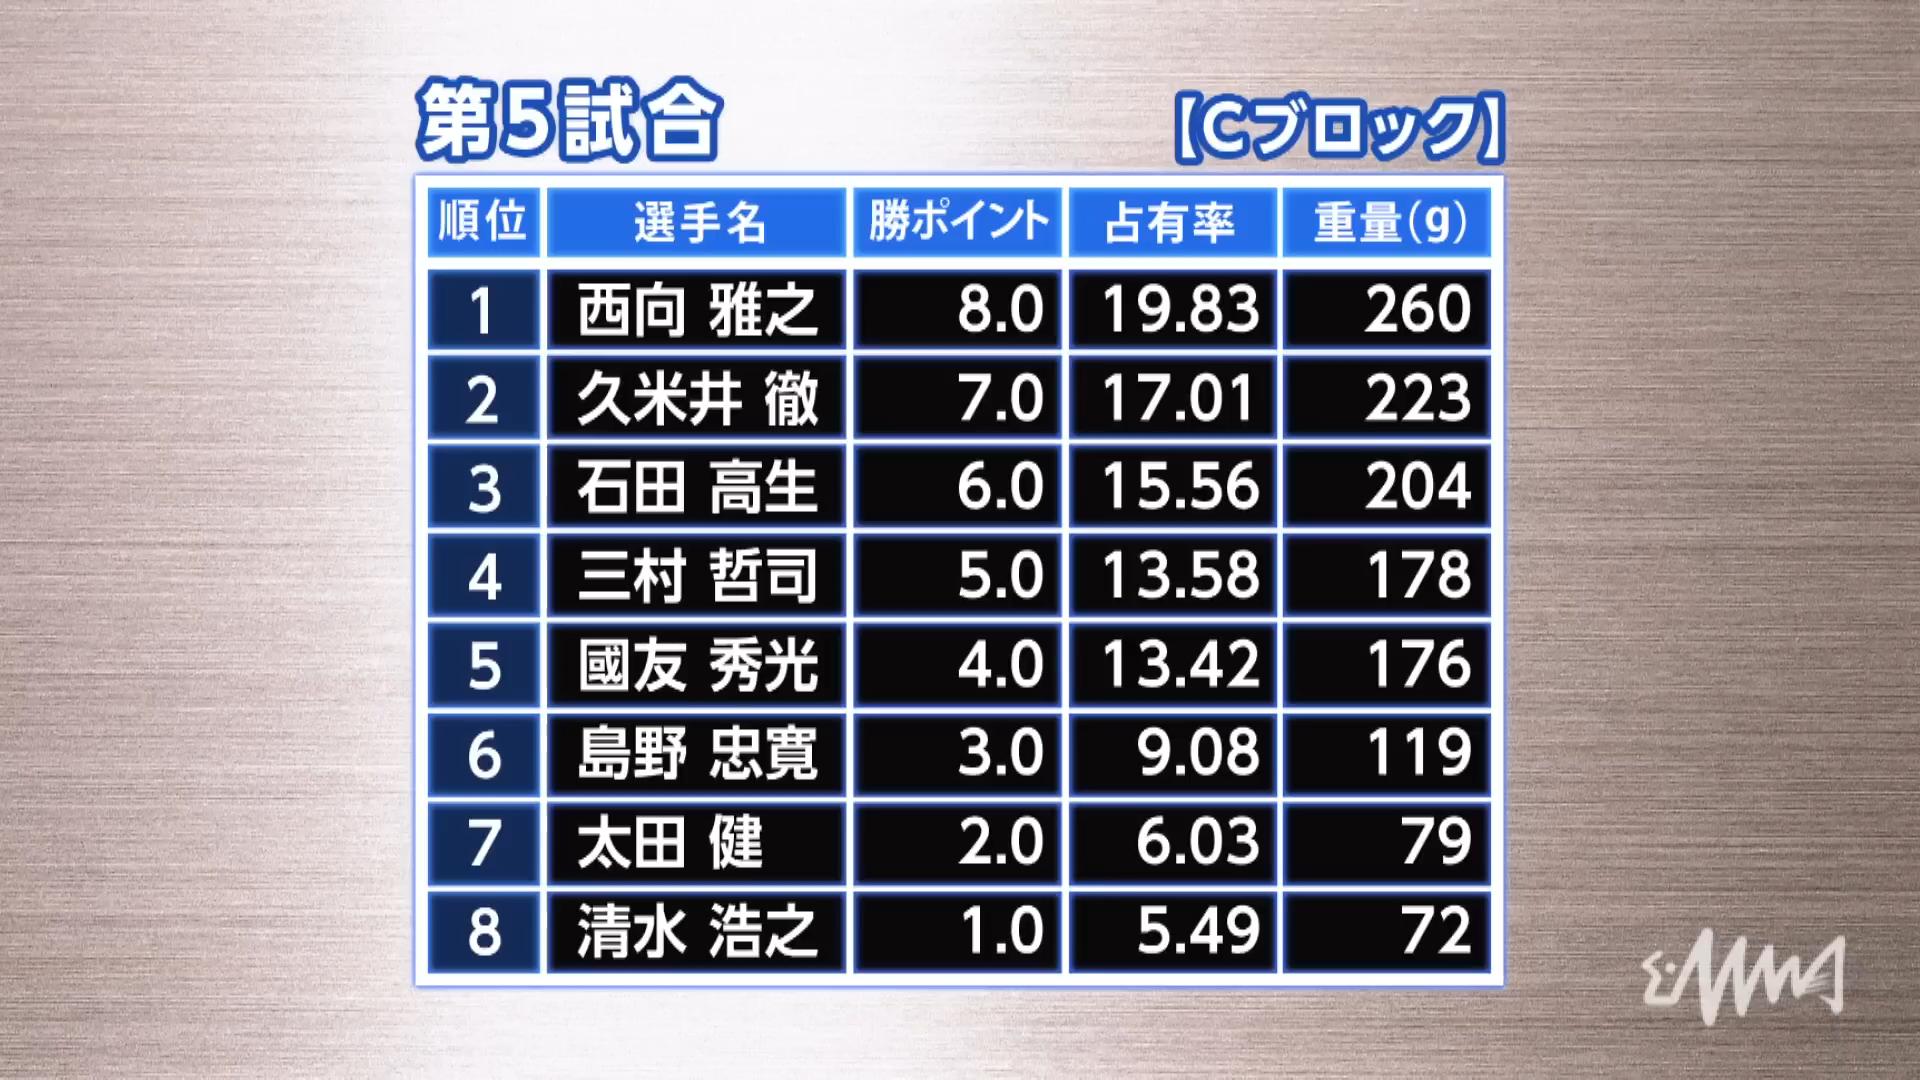 第5試合 【Cブロック】
順位 選手名 勝ポイント 占有率 重量(g)
1 西向 雅之 8.0 19.83 260
2 久米井 徹 7.0 17.01 223
3 石田 高生 6.0 15.56 204
4 三村 哲司 5.0 13.58 178
5 國友 秀光 4.0 13.42 176
6 島野 忠寛 3.0 9.08 119
7 太田 健 2.0 6.03 79
8 清水 浩之 1.0 5.49 72